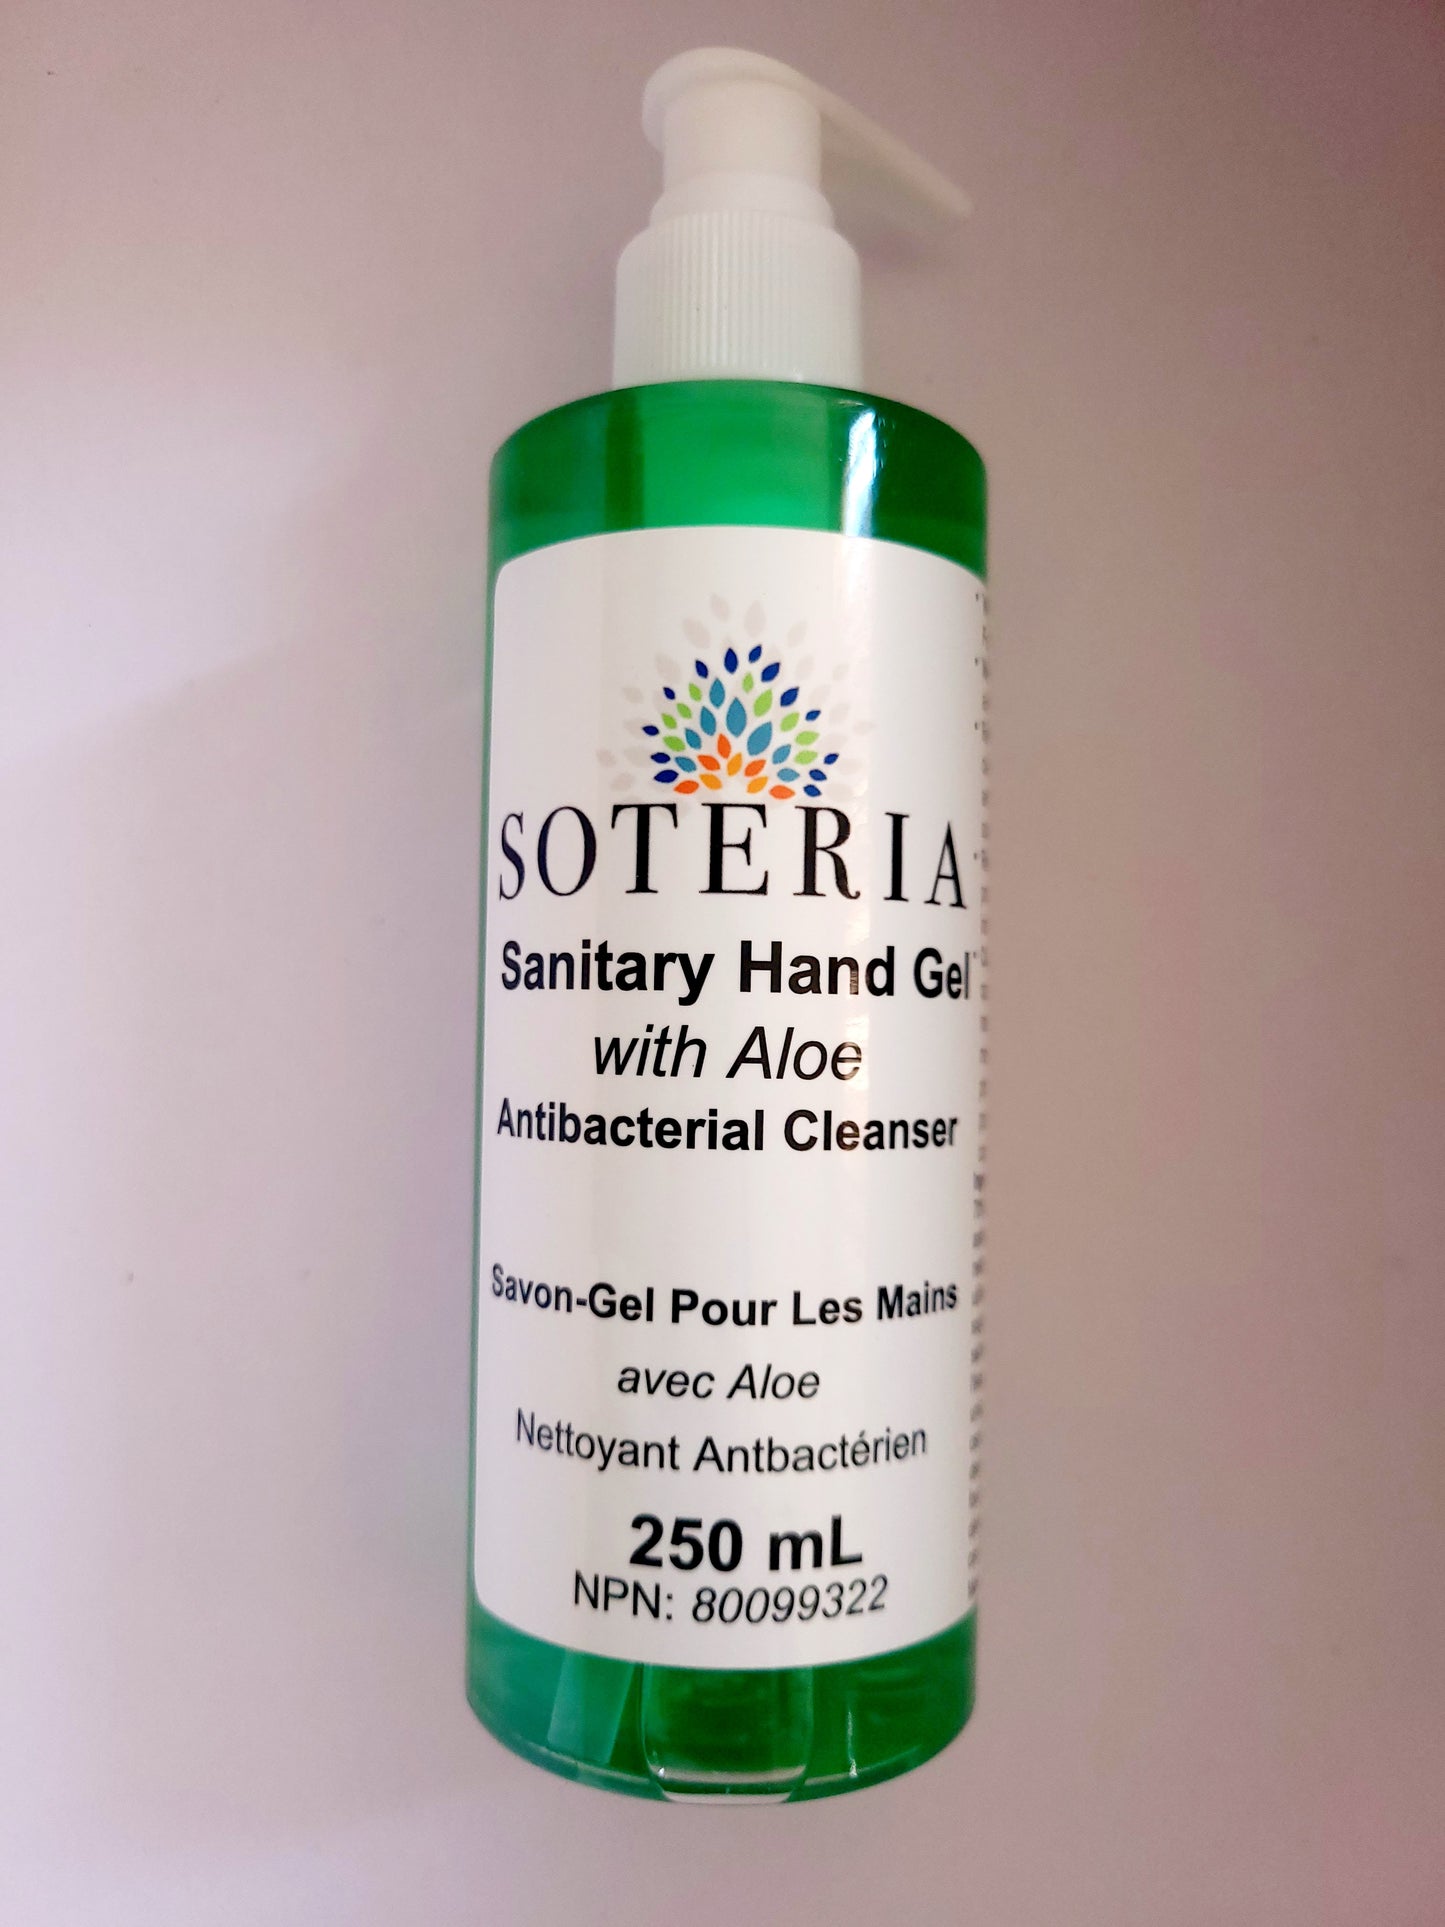 SOTERIA
Sanitary Hand Gel
with Aloe
Antibacterial Cleanser
Savon-Gel Pour Les Mains
avec Aloe
Nettoyant Antbactérien
250 mL
NPN: 80099322